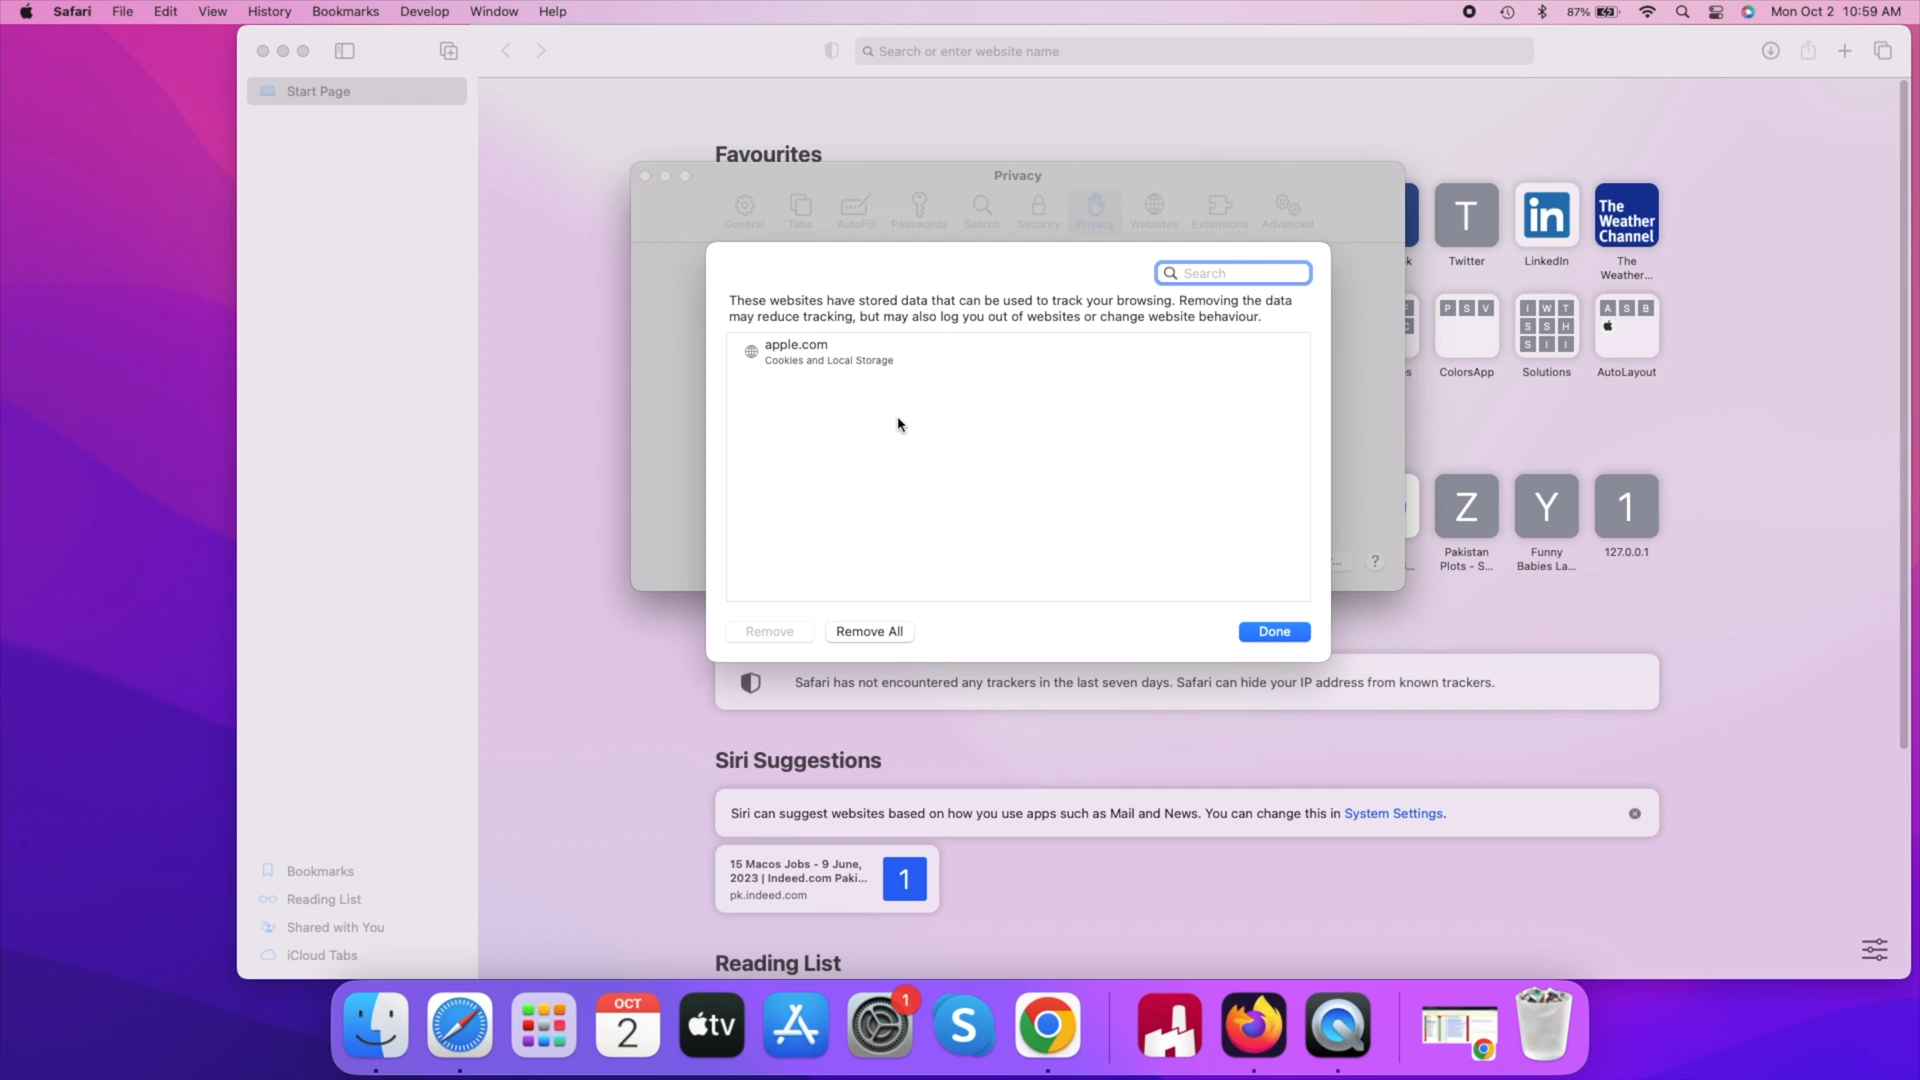 Safari File Edit View History Bookmarks Develop Window Help
87% Mon Oct 2 10:59 AM
Search or enter website name
Start Page
Favourites
Privacy
General Tabs AutoFill Passwords Search Security Privacy Websites Extensions Advanced
Search
These websites have stored data that can be used to track your browsing. Removing the data
may reduce tracking, but may also log you out of websites or change website behaviour.
apple.com
Cookies and Local Storage
Remove
Remove All
Done
?
T
in
The
Weather
Channel
k
Twitter
LinkedIn
The
Weather...
P S V
I W T
S S H
S I I
A S B
s
ColorsApp
Solutions
AutoLayout
Z
Y
1
Pakistan
Plots - S...
Funny
Babies La...
127.0.0.1
Safari has not encountered any trackers in the last seven days. Safari can hide your IP address from known trackers.
Siri Suggestions
Siri can suggest websites based on how you use apps such as Mail and News. You can change this in System Settings.
15 Macos Jobs - 9 June,
2023 | Indeed.com Paki...
pk.indeed.com
1
Reading List
Bookmarks
Reading List
Shared with You
iCloud Tabs
OCT
2
tv
1
S